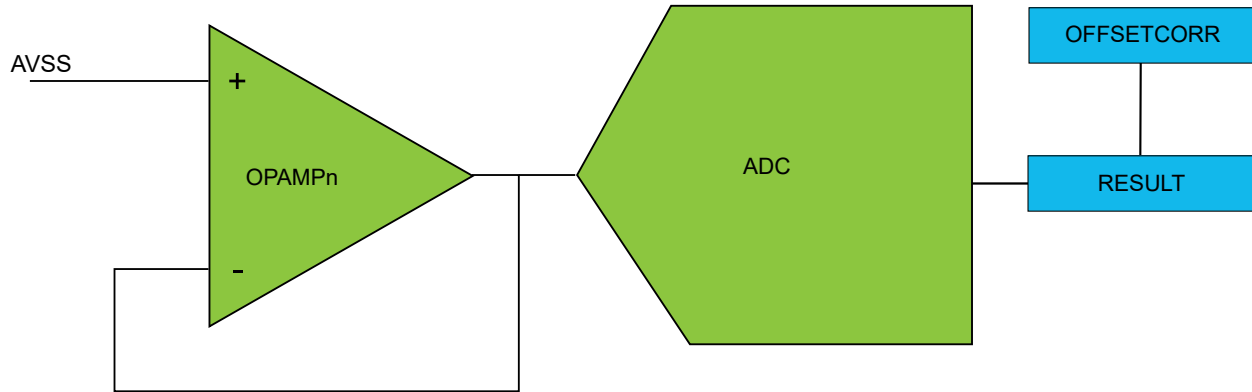 OFFSETCORR
AVSS
+
OPAMPn
ADC
RESULT
-